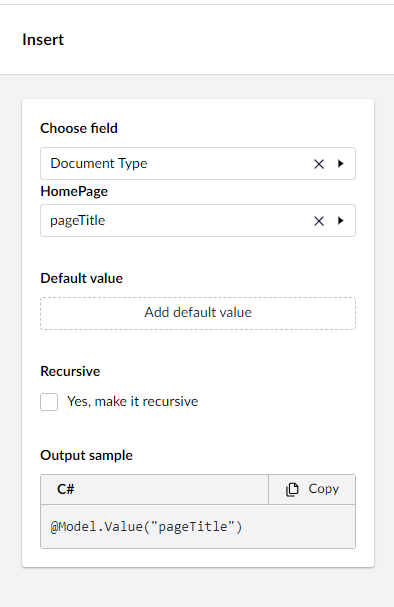 Insert
Choose field
Document Type
HomePage
pageTitle
Default value
Add default value
Recursive
Yes, make it recursive
Output sample
C# Copy
@Model.Value("pageTitle")